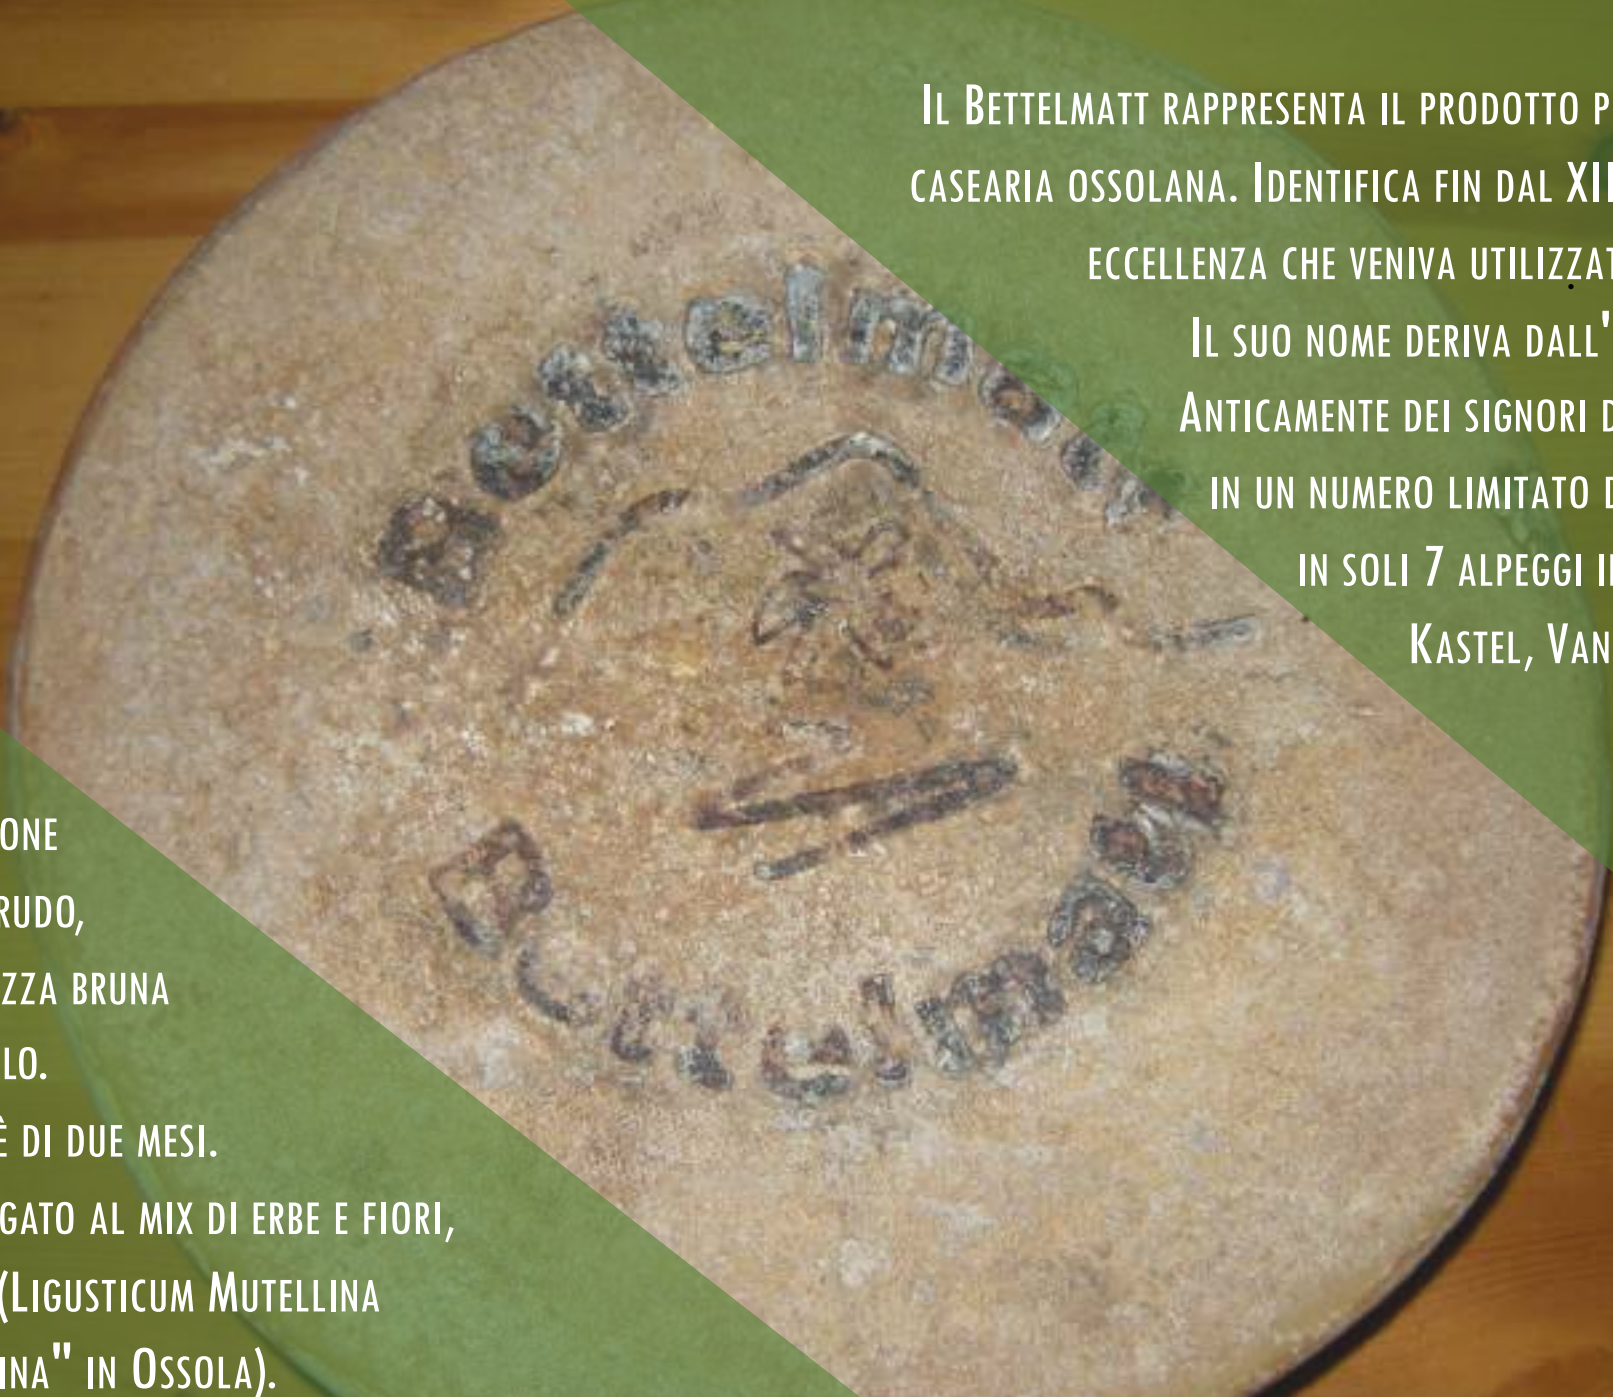 IL BETTELMATT RAPPRESENTA IL PRODOTTO P
CASEARIA OSSOLANA. IDENTIFICA FIN DAL XII
ECCELLENZA CHE VENIVA UTILIZZAT
IL SUO NOME DERIVA DALL'
ANTICAMENTE DEI SIGNORI D
IN UN NUMERO LIMITATO D
IN SOLI 7 ALPEGGI I
KASTEL, VAN
Bettelmatt
Bettelmatt
ONE
RUDO,
ZZA BRUNA
LO.
È DI DUE MESI.
GATO AL MIX DI ERBE E FIORI,
(LIGUSTICUM MUTELLINA
INA" IN OSSOLA).